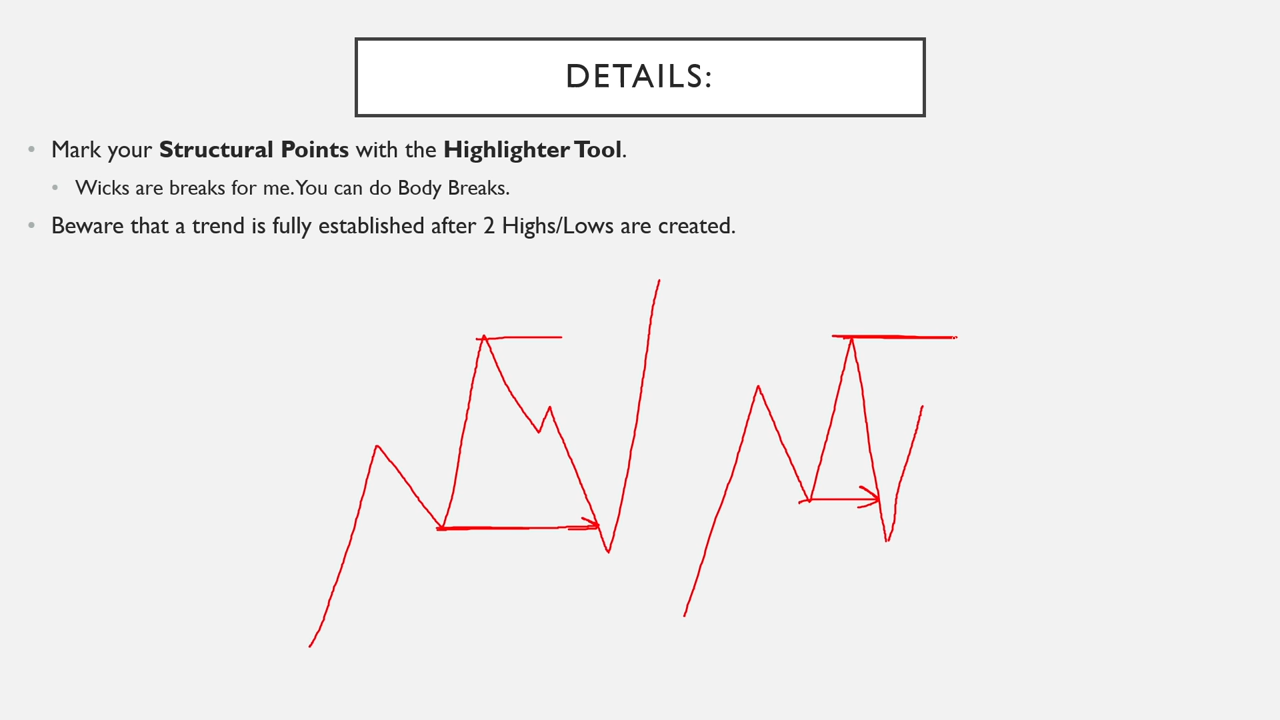 DETAILS:
• Mark your Structural Points with the Highlighter Tool.
• Wicks are breaks for me. You can do Body Breaks.
• Beware that a trend is fully established after 2 Highs/Lows are created.